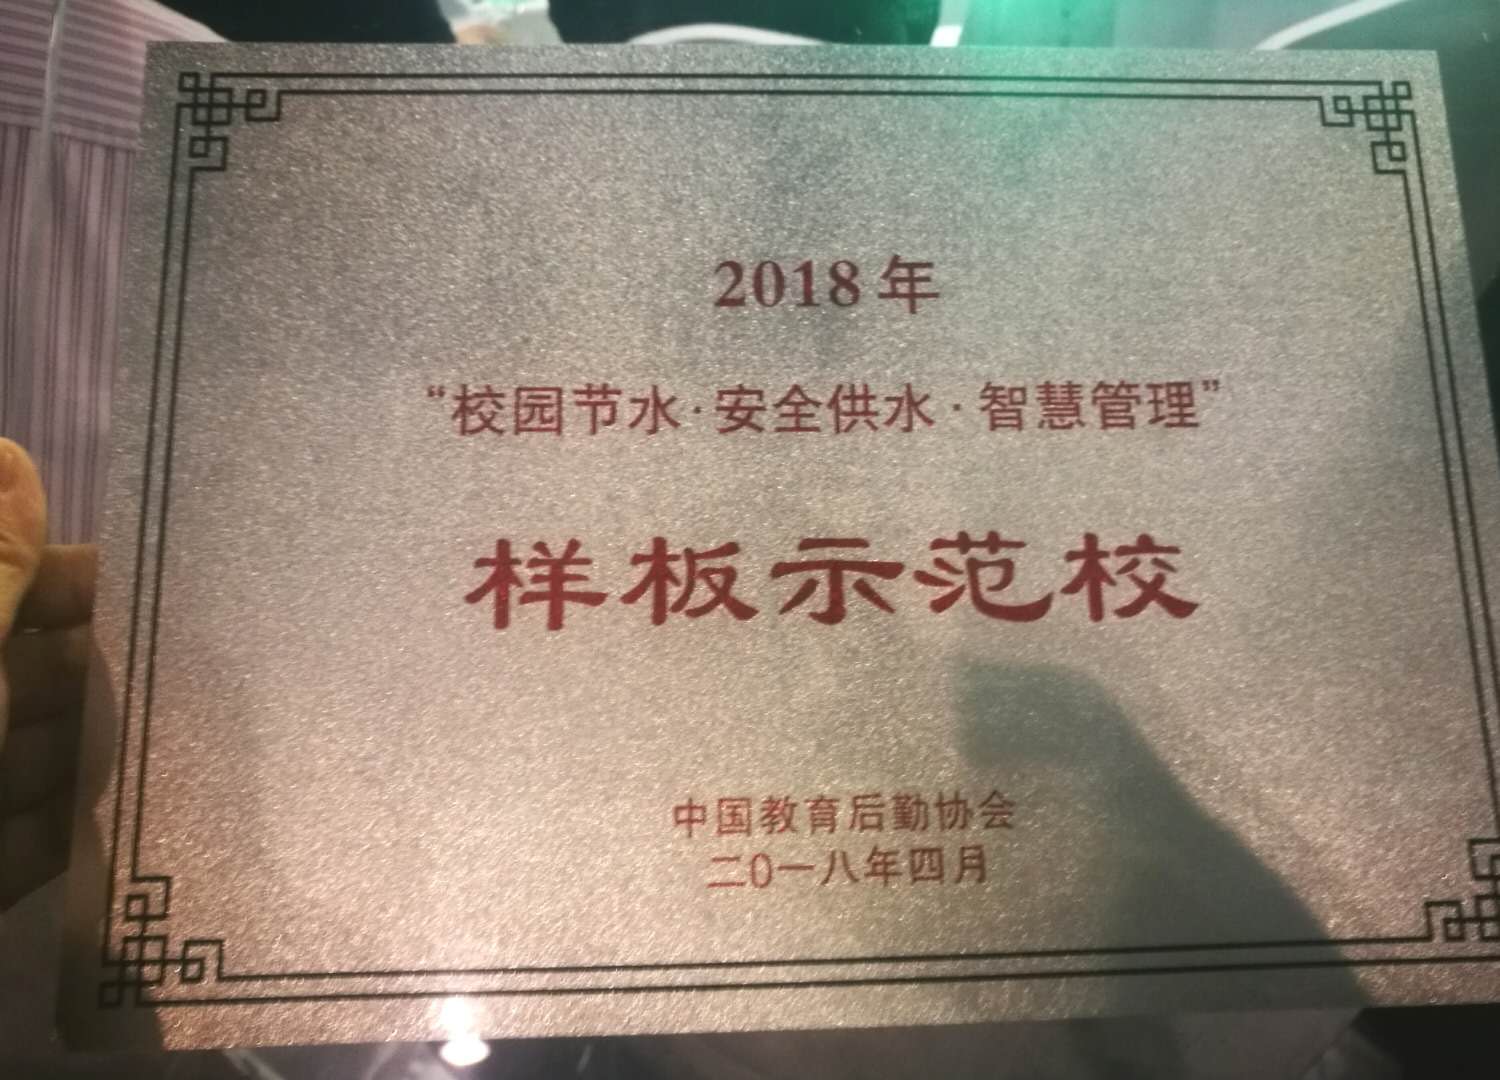 2018年
“校园节水·安全供水·智慧管理”
样板示范校
中国教育后勤协会
二0一八年四月